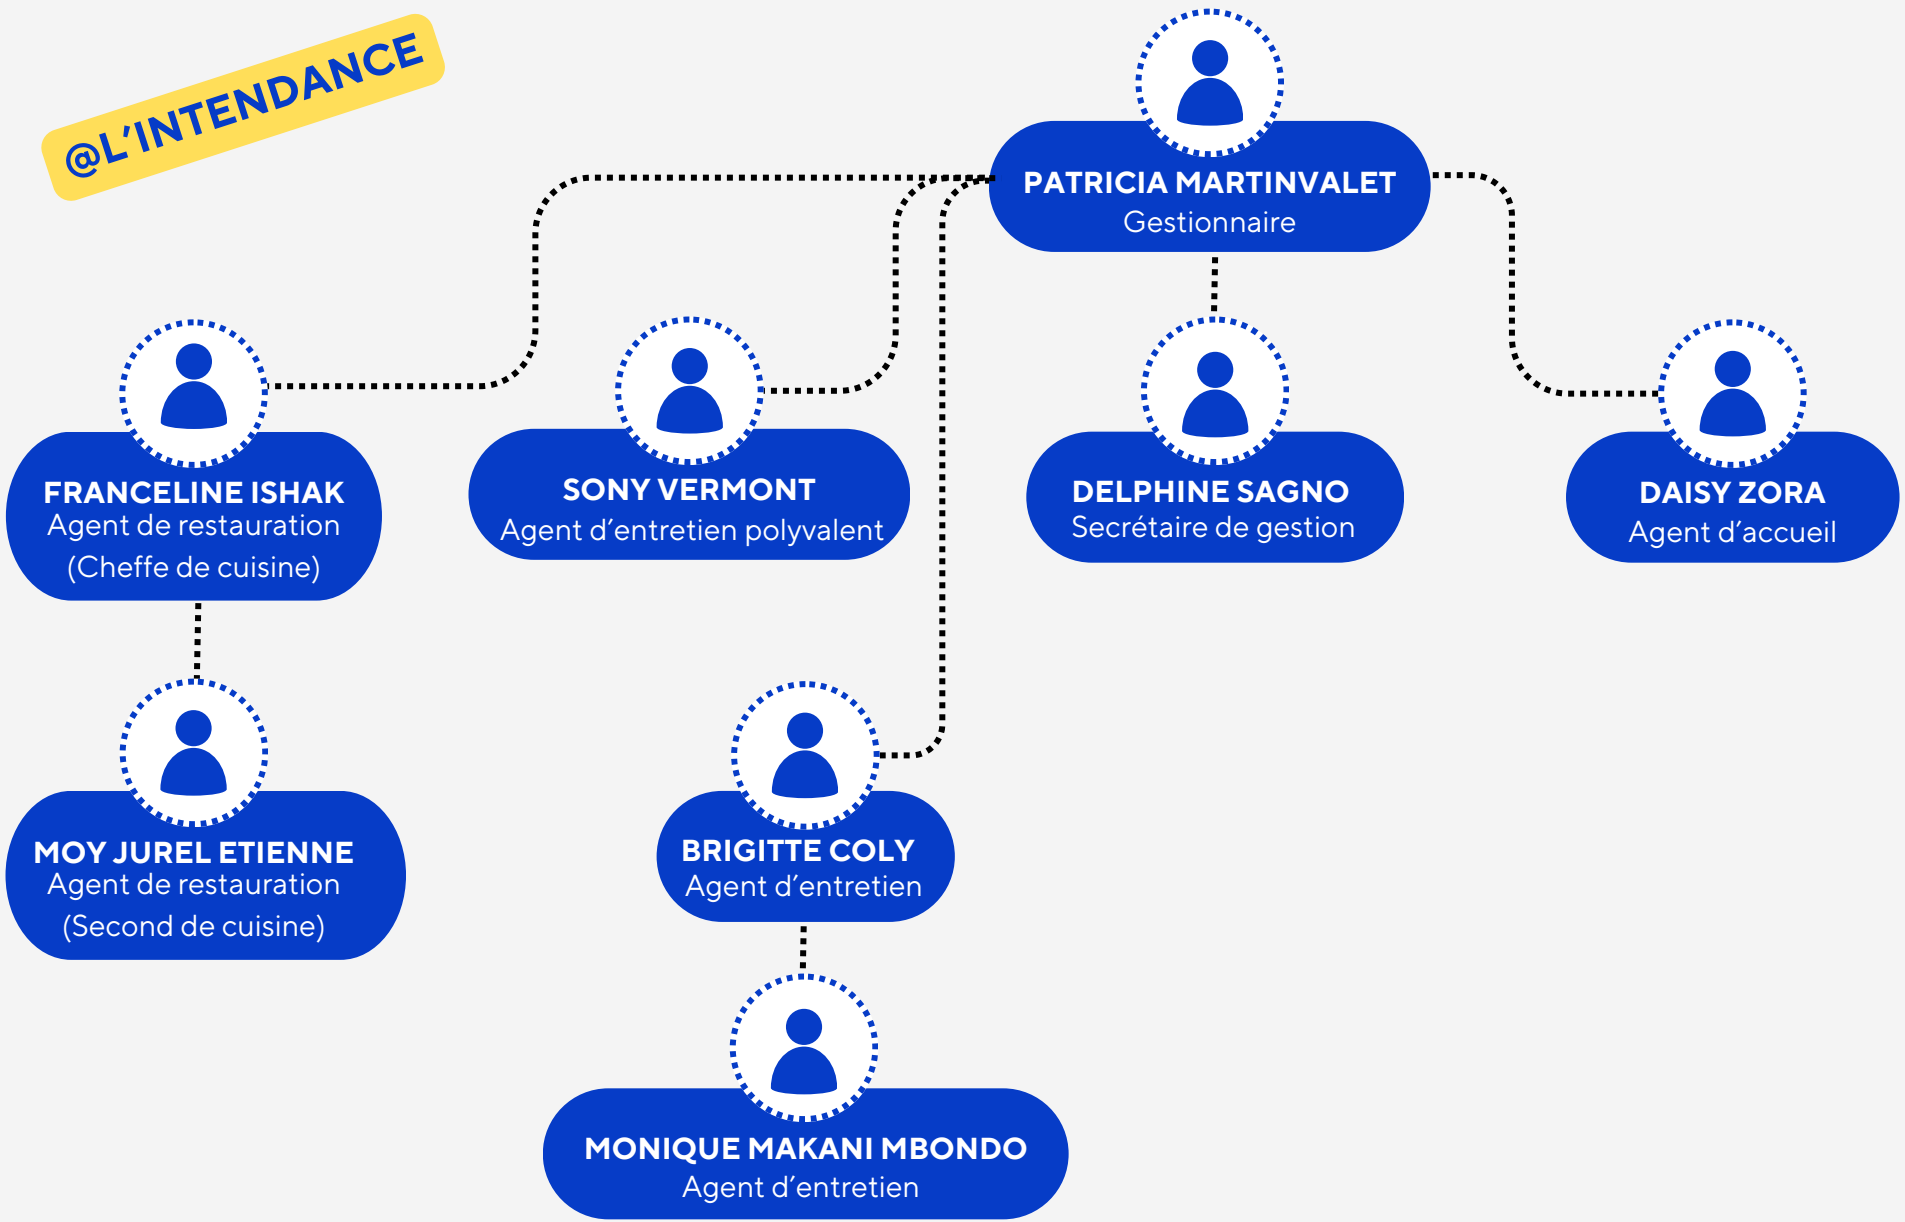 @L'INTENDANCE
PATRICIA MARTINVALET
Gestionnaire
FRANCELINE ISHAK
Agent de restauration
(Cheffe de cuisine)
SONY VERMONT
Agent d'entretien polyvalent
DELPHINE SAGNO
Secrétaire de gestion
DAISY ZORA
Agent d'accueil
MOY JUREL ETIENNE
Agent de restauration
(Second de cuisine)
BRIGITTE COLY
Agent d'entretien
MONIQUE MAKANI MBONDO
Agent d'entretien